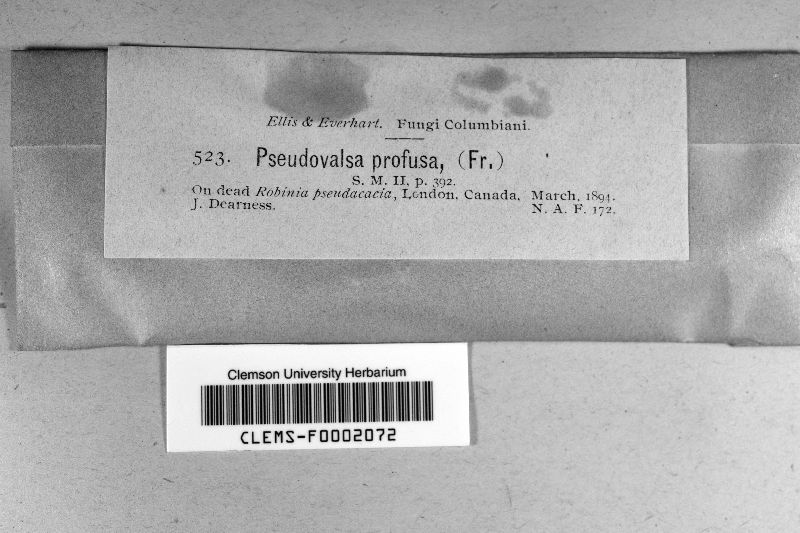 Ellis & Everhart. Fungi Columbiani.
523. Pseudovalsa profusa, (Fr.)
S. M. II, p. 392.
On dead Robinia pseudacacia, London, Canada, March, 1894.
J. Dearness. N. A. F. 172.
Clemson University Herbarium
CLEMS-F0002072